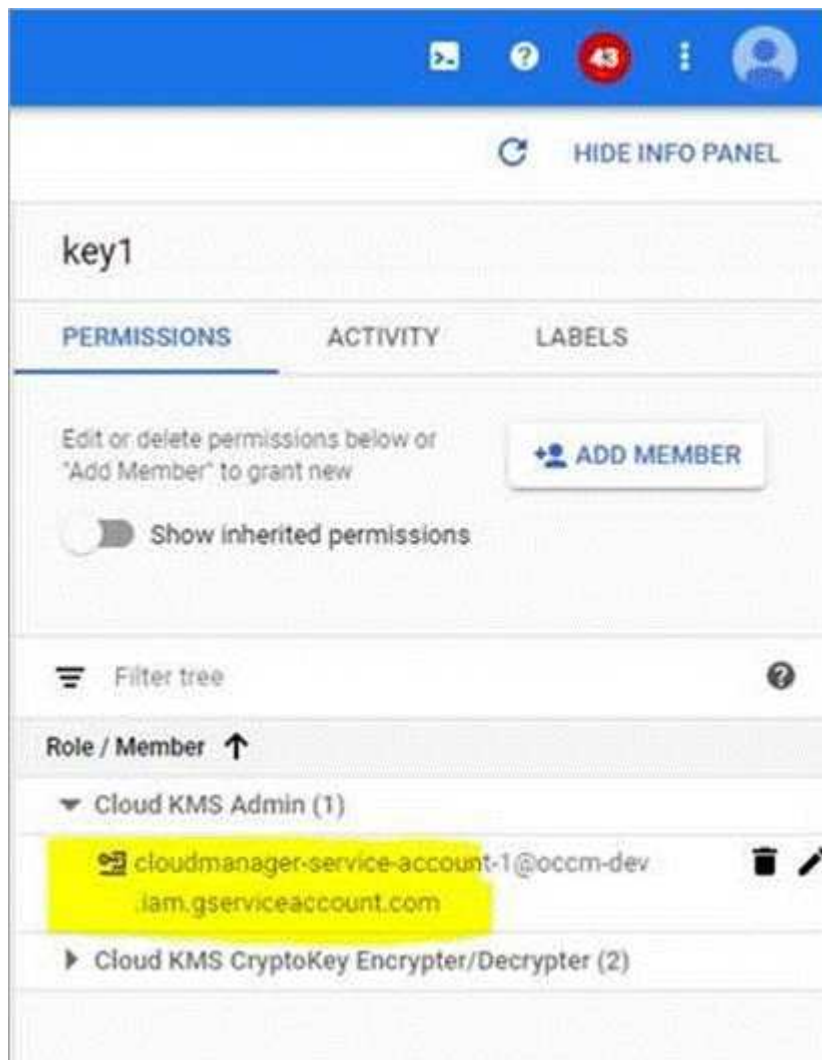 43
HIDE INFO PANEL
key1
PERMISSIONS ACTIVITY LABELS
Edit or delete permissions below or
"Add Member" to grant new
ADD MEMBER
Show inherited permissions
Filter tree
Role / Member
Cloud KMS Admin (1)
cloudmanager-service-account-1@occm-dev
.iam.gserviceaccount.com
Cloud KMS CryptoKey Encrypter/Decrypter (2)